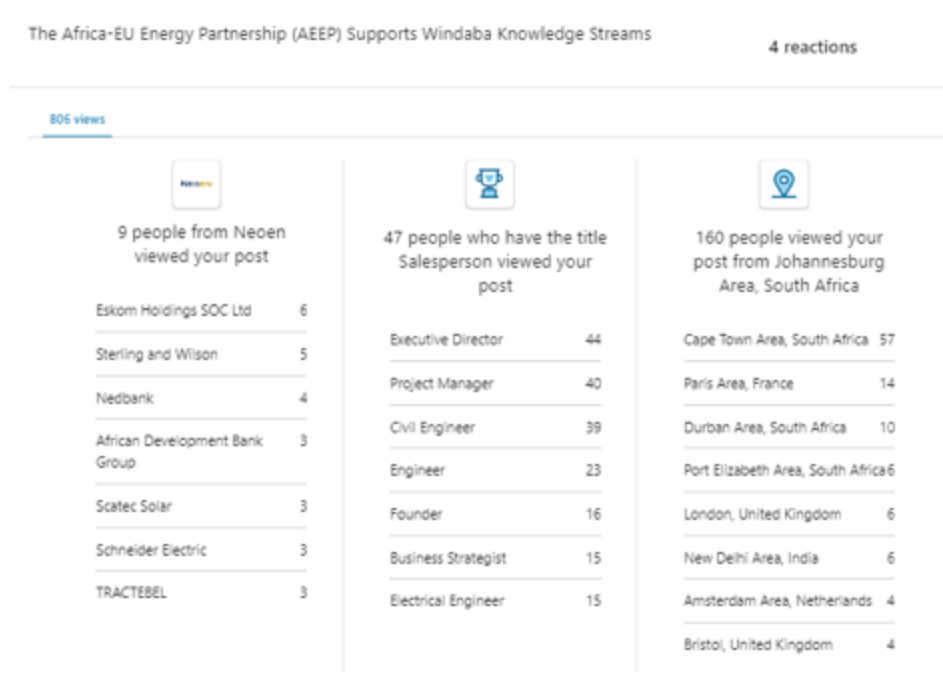 The Africa-EU Energy Partnership (AEEP) Supports Windaba Knowledge Streams
4 reactions
806 views
Neoen
9 people from Neoen
viewed your post
Eskom Holdings SOC Ltd 6
Sterling and Wilson 5
Nedbank 4
African Development Bank 3
Group
Scatec Solar 3
Schneider Electric 3
TRACTEBEL 3
47 people who have the title
Salesperson viewed your
post
Executive Director 44
Project Manager 40
Civil Engineer 39
Engineer 23
Founder 16
Business Strategist 15
Electrical Engineer 15
160 people viewed your
post from Johannesburg
Area, South Africa
Cape Town Area, South Africa 57
Paris Area, France 14
Durban Area, South Africa 10
Port Elizabeth Area, South Africa 6
London, United Kingdom 6
New Delhi Area, India 6
Amsterdam Area, Netherlands 4
Bristol, United Kingdom 4